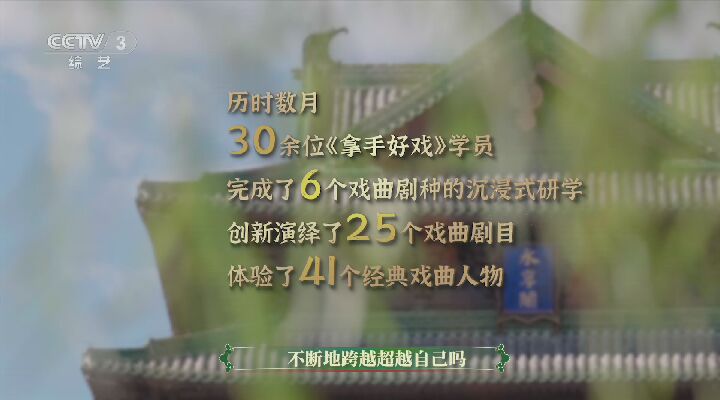 CCTV 3
综艺
历时数月
30余位《拿手好戏》学员
完成了6个戏曲剧种的沉浸式研学
创新演绎了25个戏曲剧目
体验了41个经典戏曲人物
不断地跨越超越自己吗